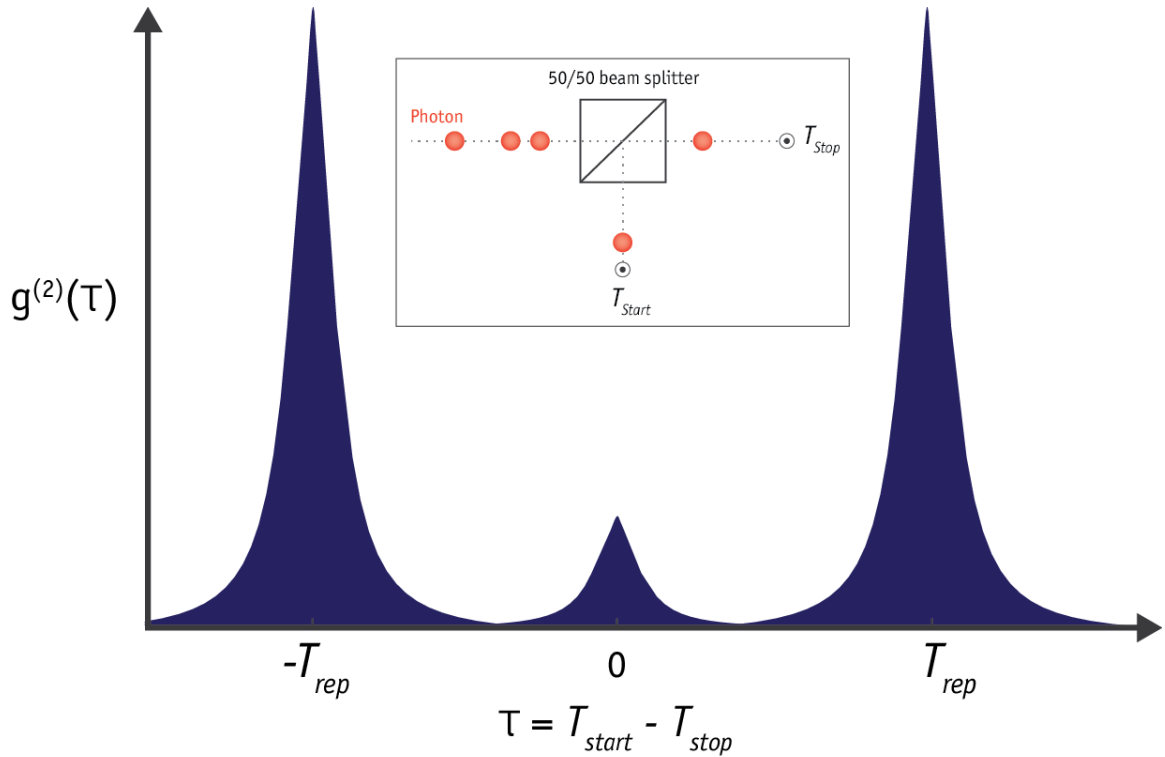 50/50 beam splitter
Photon
T_Stop
T_Start
g⁽²⁾(τ)
-T_rep
0
T_rep
τ = T_start - T_stop